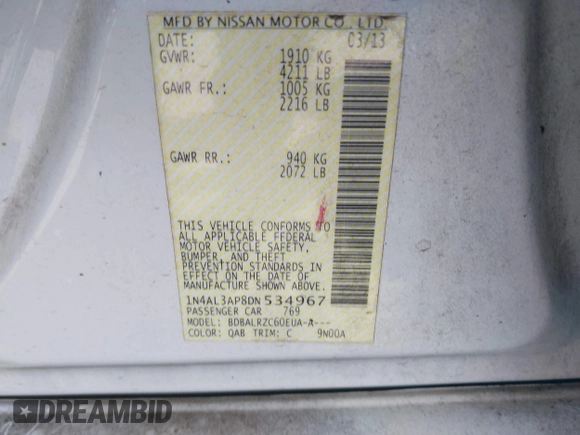 MFD BY NISSAN MOTOR CO., LTD.
DATE: 03/13
GVWR: 1910 KG
4211 LB
GAWR FR.: 1005 KG
2216 LB
GAWR RR.: 940 KG
2072 LB
THIS VEHICLE CONFORMS TO
ALL APPLICABLE FEDERAL
MOTOR VEHICLE SAFETY,
BUMPER, AND THEFT
PREVENTION STANDARDS IN
EFFECT ON THE DATE OF
MANUFACTURE SHOWN ABOVE.
1N4AL3AP8DN 534967
PASSENGER CAR 769
MODEL: BDBALRZC60EUA-A---
COLOR: QAB TRIM: C 9N00A
DREAMBID